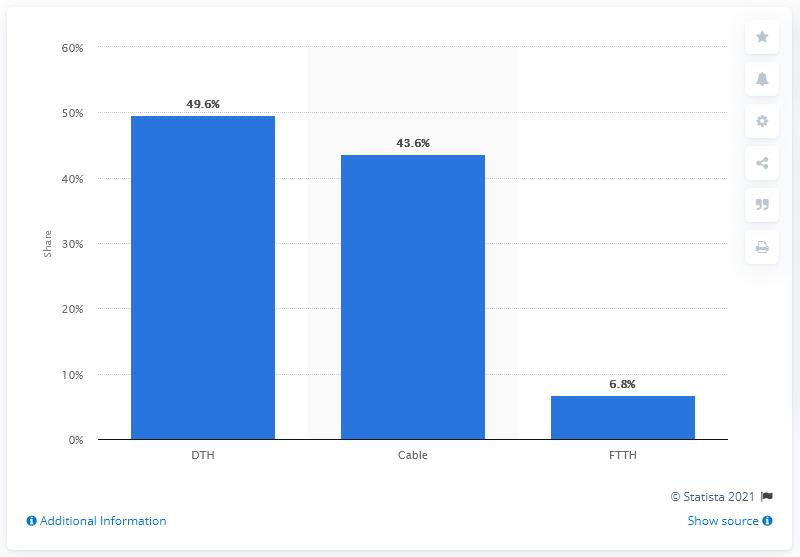 60%
49.6%
50%
43.6%
40%
Share
30%
20%
10%
6.8%
0%
DTH
Cable
FTTH
© Statista 2021
Additional Information
Show source